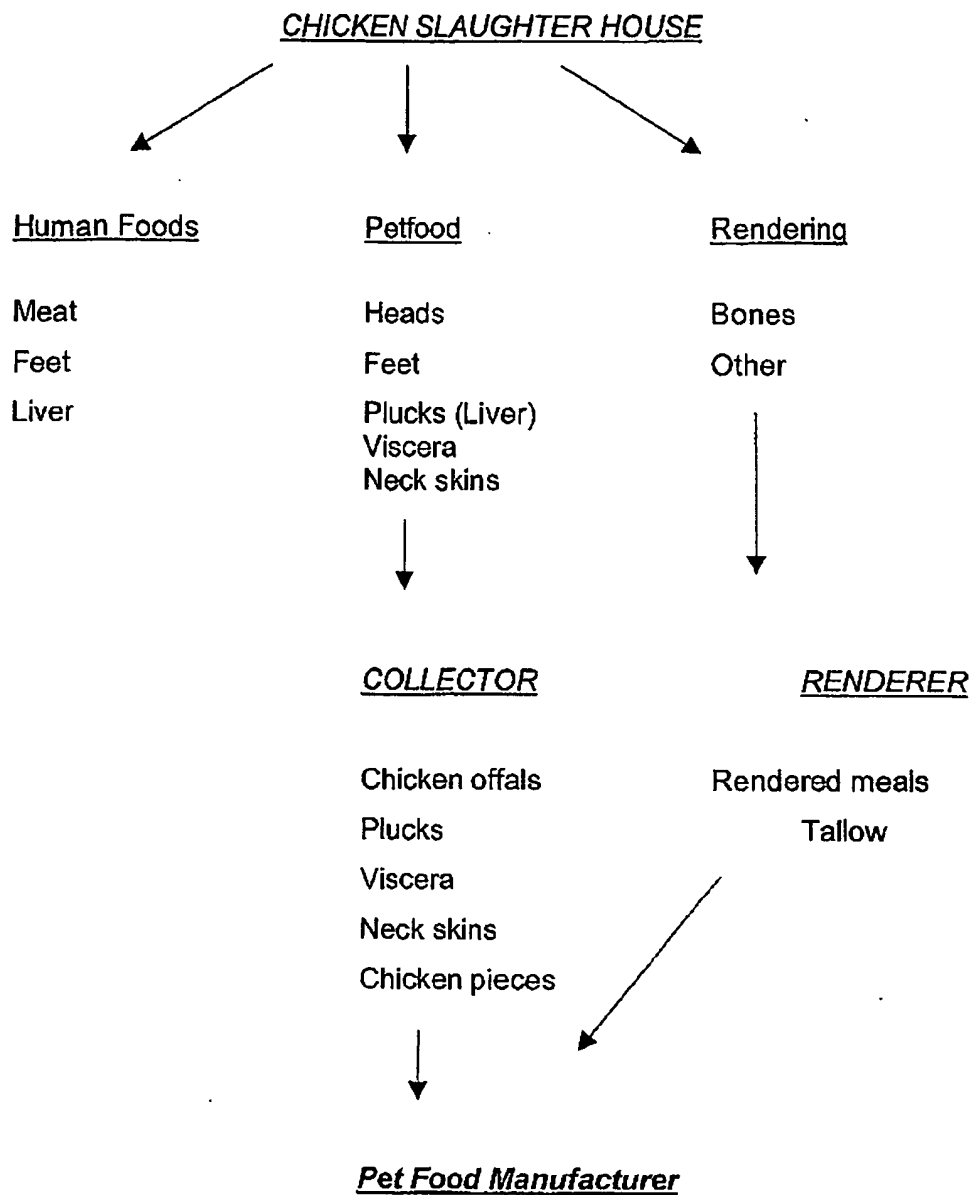 CHICKEN SLAUGHTER HOUSE
Human Foods
Petfood
Rendering
Meat
Heads
Bones
Feet
Feet
Other
Liver
Plucks (Liver)
Viscera
Neck skins
COLLECTOR
RENDERER
Chicken offals
Rendered meals
Plucks
Tallow
Viscera
Neck skins
Chicken pieces
Pet Food Manufacturer